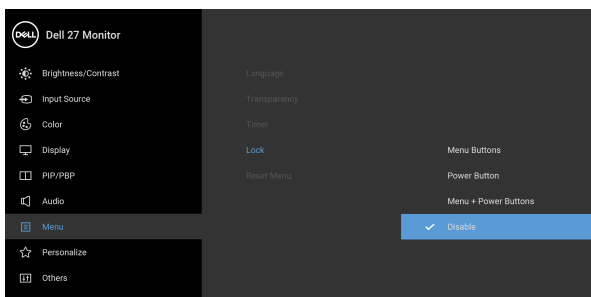 DELL Dell 27 Monitor
Brightness/Contrast
Input Source
Color
Display
PIP/PBP
Audio
Menu
Personalize
Others
Language
Transparency
Timer
Lock
Reset Menu
Menu Buttons
Power Button
Menu + Power Buttons
Disable